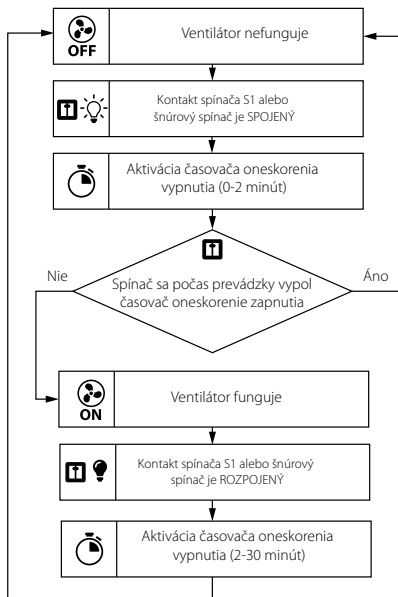 OFF
Ventilátor nefunguje
Kontakt spínača S1 alebo
šnúrový spínač je SPOJENÝ
Aktivácia časovača oneskorenia
vypnutia (0-2 minút)
Nie
Spínač sa počas prevádzky vypol
časovač oneskorenie zapnutia
Áno
ON
Ventilátor funguje
Kontakt spínača S1 alebo šnúrový
spínač je ROZPOJENÝ
Aktivácia časovača oneskorenia
vypnutia (2-30 minút)